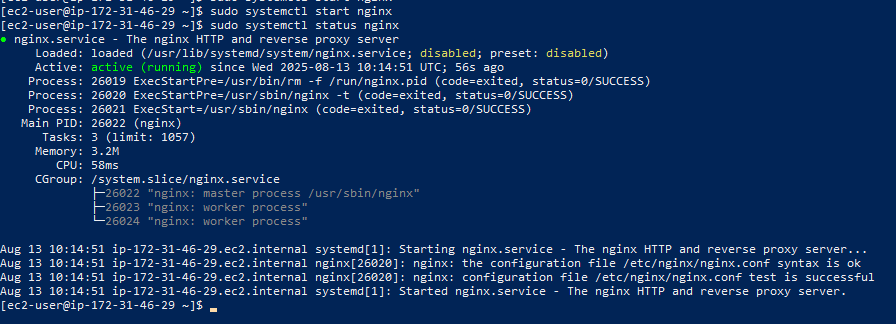 [ec2-user@ip-172-31-46-29 ~]$ sudo systemctl start nginx
[ec2-user@ip-172-31-46-29 ~]$ sudo systemctl start nginx
[ec2-user@ip-172-31-46-29 ~]$ sudo systemctl status nginx
● nginx.service - The nginx HTTP and reverse proxy server
     Loaded: loaded (/usr/lib/systemd/system/nginx.service; disabled; preset: disabled)
     Active: active (running) since Wed 2025-08-13 10:14:51 UTC; 56s ago
    Process: 26019 ExecStartPre=/usr/bin/rm -f /run/nginx.pid (code=exited, status=0/SUCCESS)
    Process: 26020 ExecStartPre=/usr/sbin/nginx -t (code=exited, status=0/SUCCESS)
    Process: 26021 ExecStart=/usr/sbin/nginx (code=exited, status=0/SUCCESS)
   Main PID: 26022 (nginx)
      Tasks: 3 (limit: 1057)
     Memory: 3.2M
        CPU: 58ms
     CGroup: /system.slice/nginx.service
             ├─26022 "nginx: master process /usr/sbin/nginx"
             ├─26023 "nginx: worker process"
             └─26024 "nginx: worker process"
Aug 13 10:14:51 ip-172-31-46-29.ec2.internal systemd[1]: Starting nginx.service - The nginx HTTP and reverse proxy server...
Aug 13 10:14:51 ip-172-31-46-29.ec2.internal nginx[26020]: nginx: the configuration file /etc/nginx/nginx.conf syntax is ok
Aug 13 10:14:51 ip-172-31-46-29.ec2.internal nginx[26020]: nginx: configuration file /etc/nginx/nginx.conf test is successful
Aug 13 10:14:51 ip-172-31-46-29.ec2.internal systemd[1]: Started nginx.service - The nginx HTTP and reverse proxy server.
[ec2-user@ip-172-31-46-29 ~]$